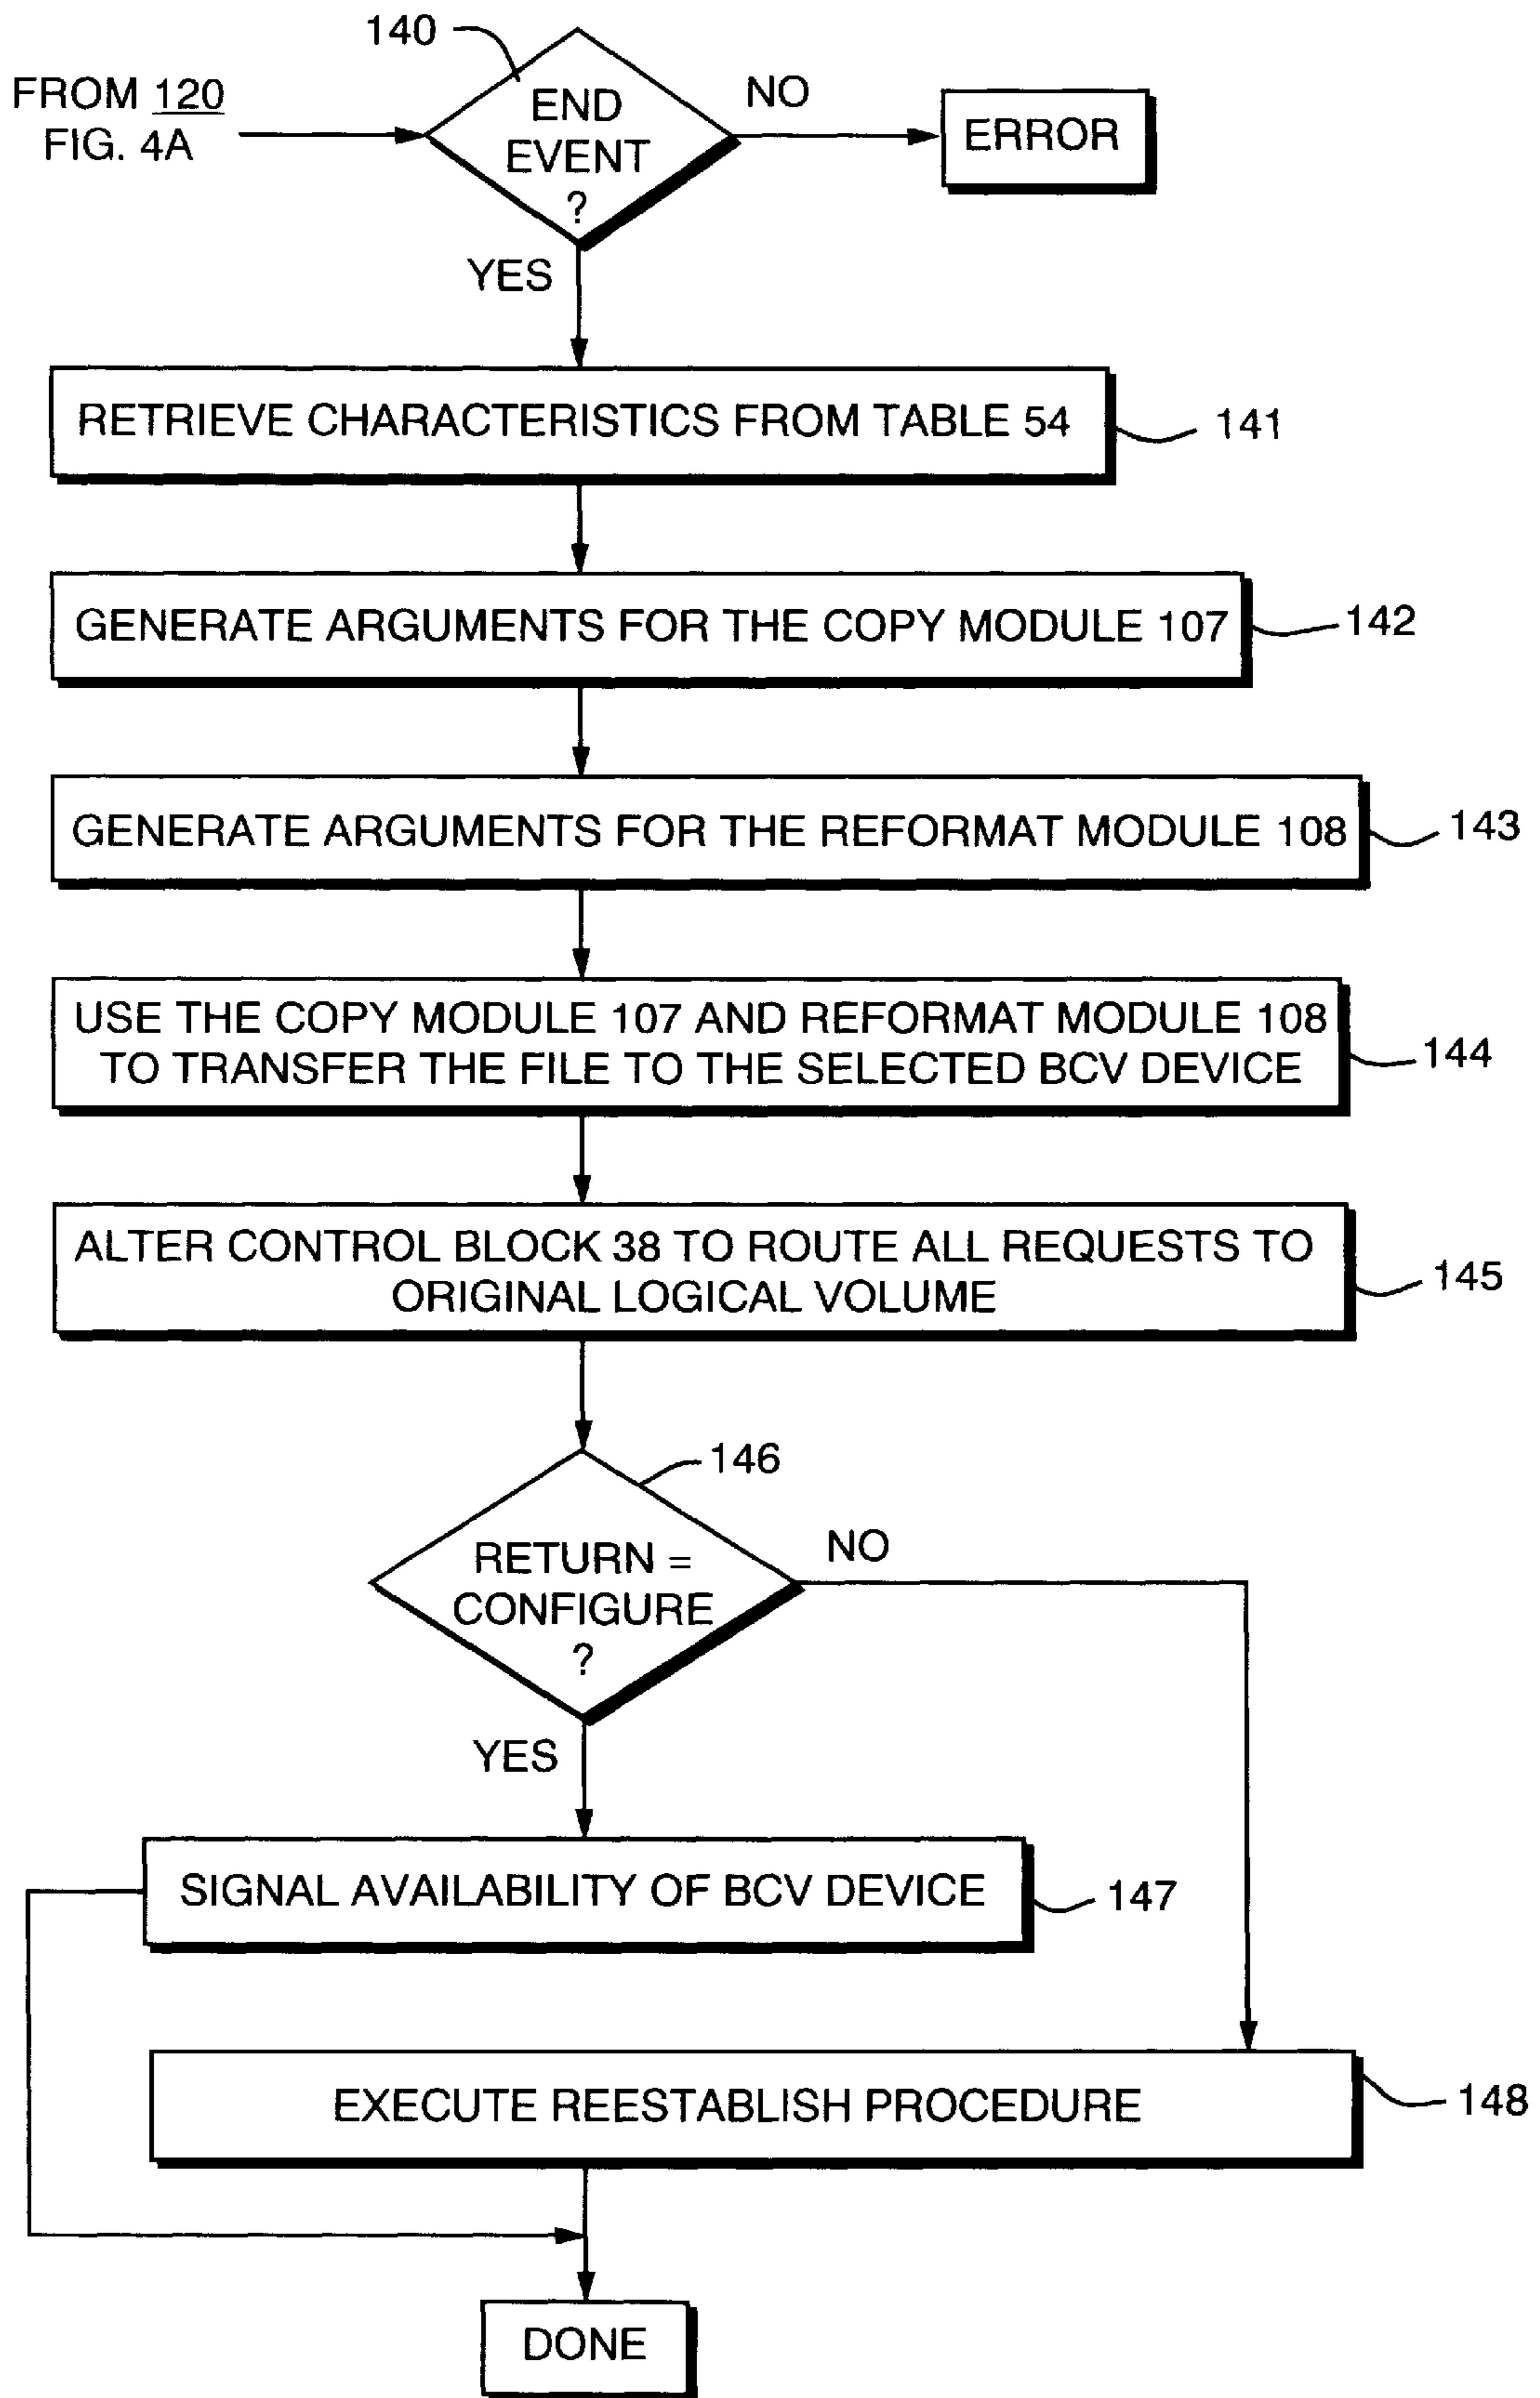 140
FROM 120
FIG. 4A
END
EVENT
?
NO
ERROR
YES
RETRIEVE CHARACTERISTICS FROM TABLE 54
141
GENERATE ARGUMENTS FOR THE COPY MODULE 107
142
GENERATE ARGUMENTS FOR THE REFORMAT MODULE 108
143
USE THE COPY MODULE 107 AND REFORMAT MODULE 108
TO TRANSFER THE FILE TO THE SELECTED BCV DEVICE
144
ALTER CONTROL BLOCK 38 TO ROUTE ALL REQUESTS TO
ORIGINAL LOGICAL VOLUME
145
146
RETURN =
CONFIGURE
?
NO
YES
SIGNAL AVAILABILITY OF BCV DEVICE
147
EXECUTE REESTABLISH PROCEDURE
148
DONE